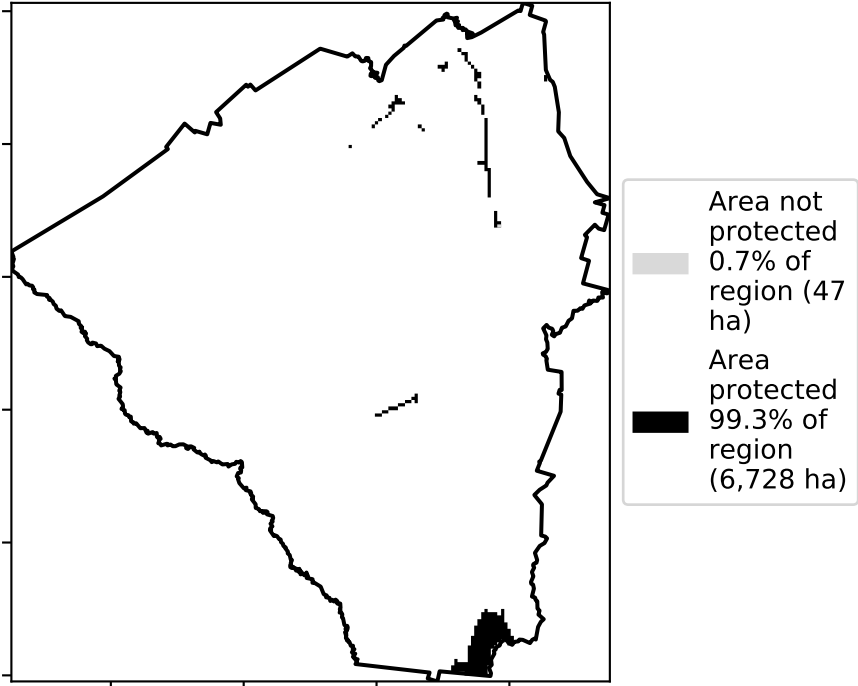 Area not
protected
0.7% of
region (47
ha)
Area
protected
99.3% of
region
(6,728 ha)